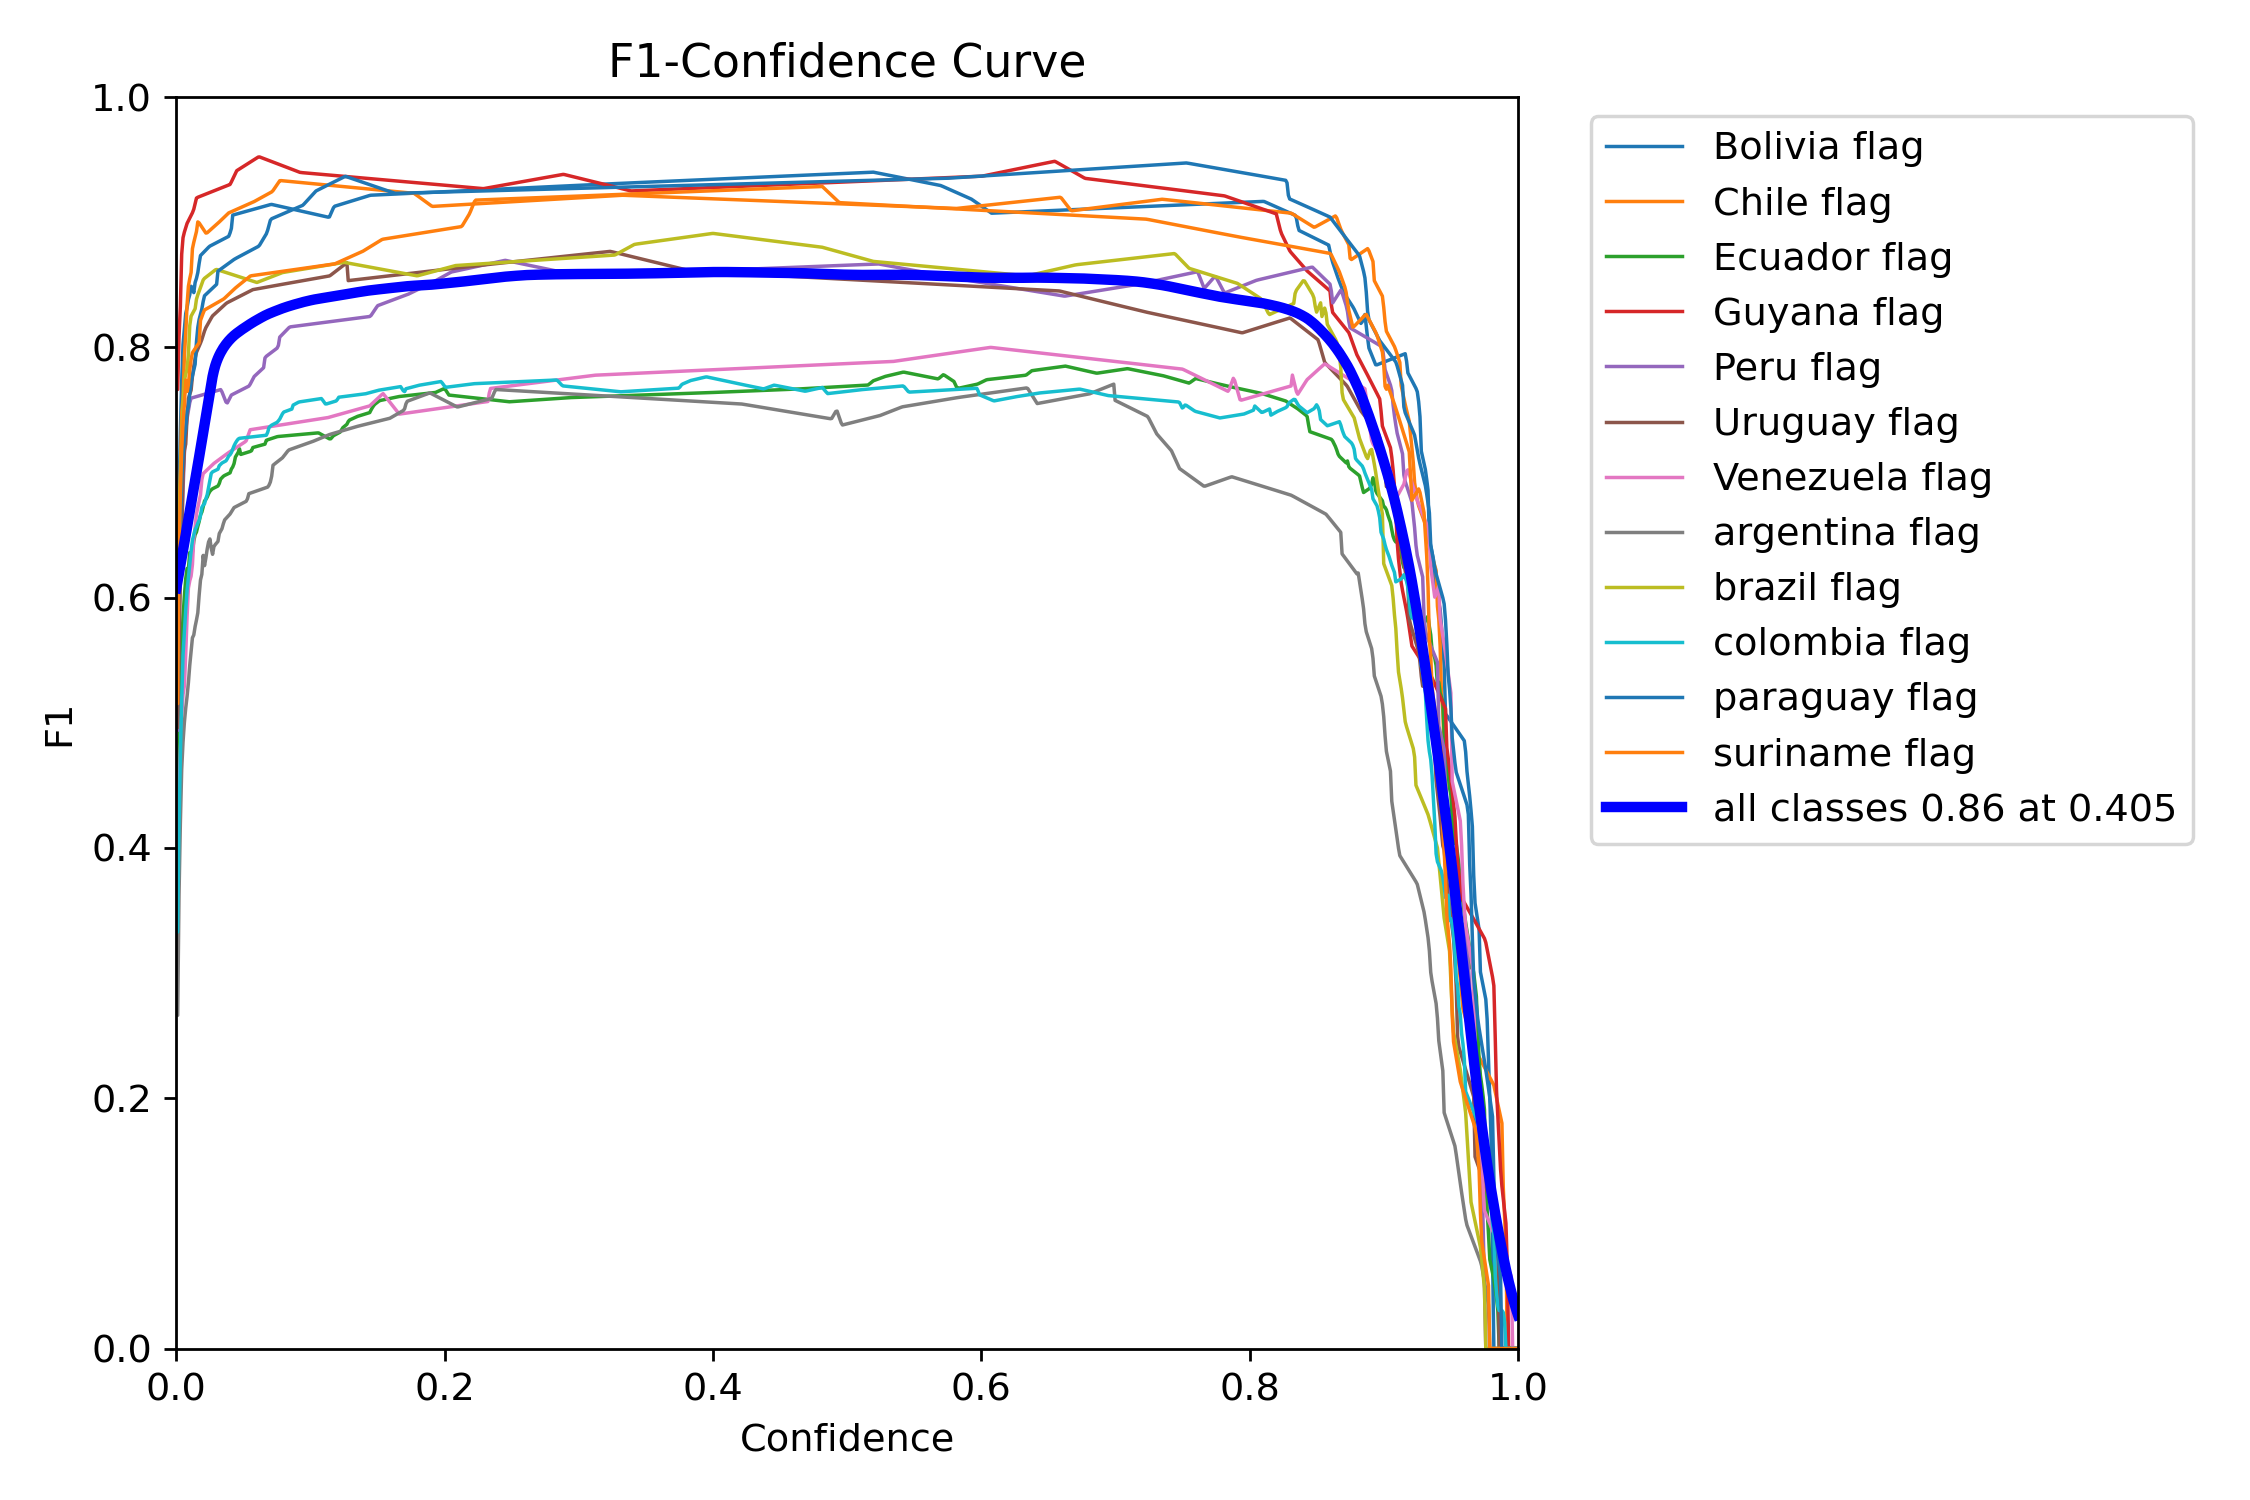 F1-Confidence Curve
1.0
0.8
0.6
0.4
0.2
0.0
F1
0.0 0.2 0.4 0.6 0.8 1.0
Confidence
Bolivia flag
Chile flag
Ecuador flag
Guyana flag
Peru flag
Uruguay flag
Venezuela flag
argentina flag
brazil flag
colombia flag
paraguay flag
suriname flag
all classes 0.86 at 0.405